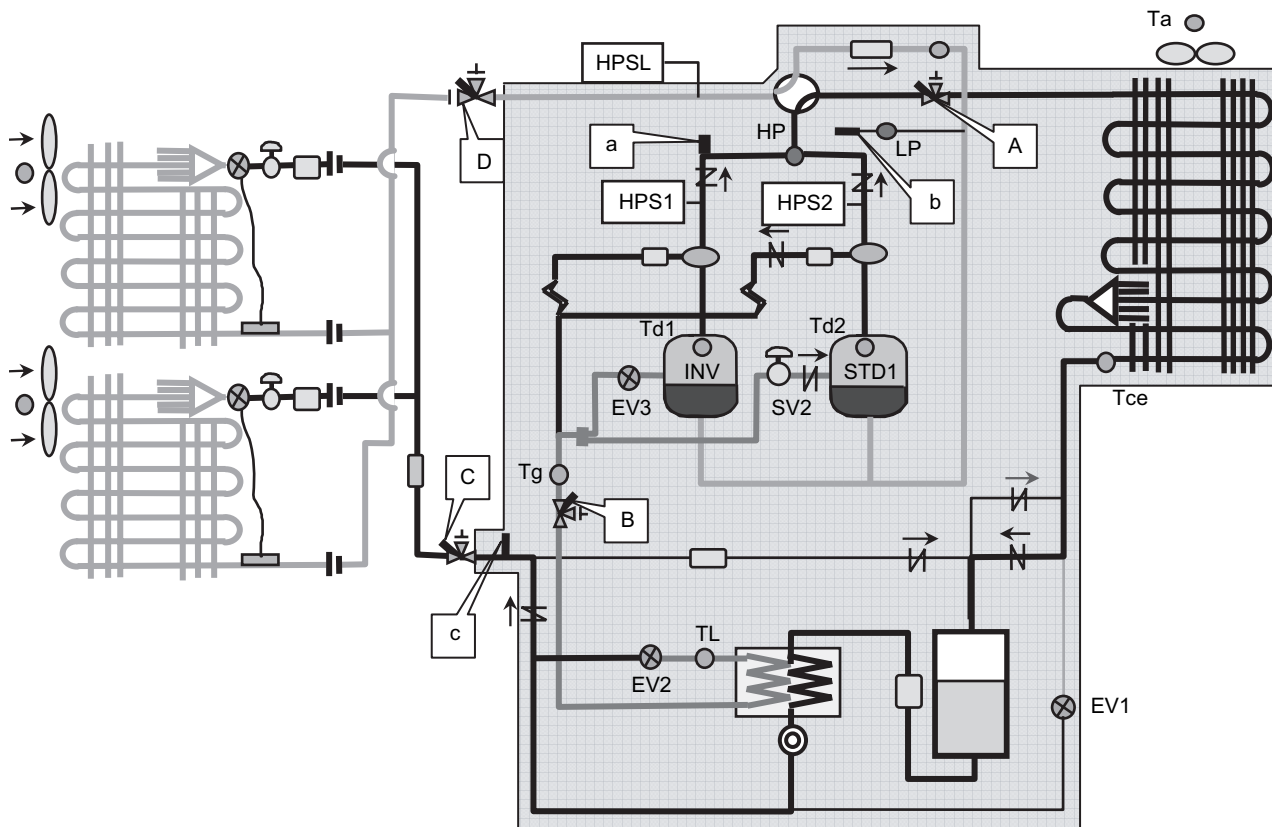 Ta
HPSL
HP
LP
A
a
D
b
HPS1
HPS2
Td1
Td2
INV
STD1
EV3
SV2
Tce
Tg
C
B
c
TL
EV2
EV1